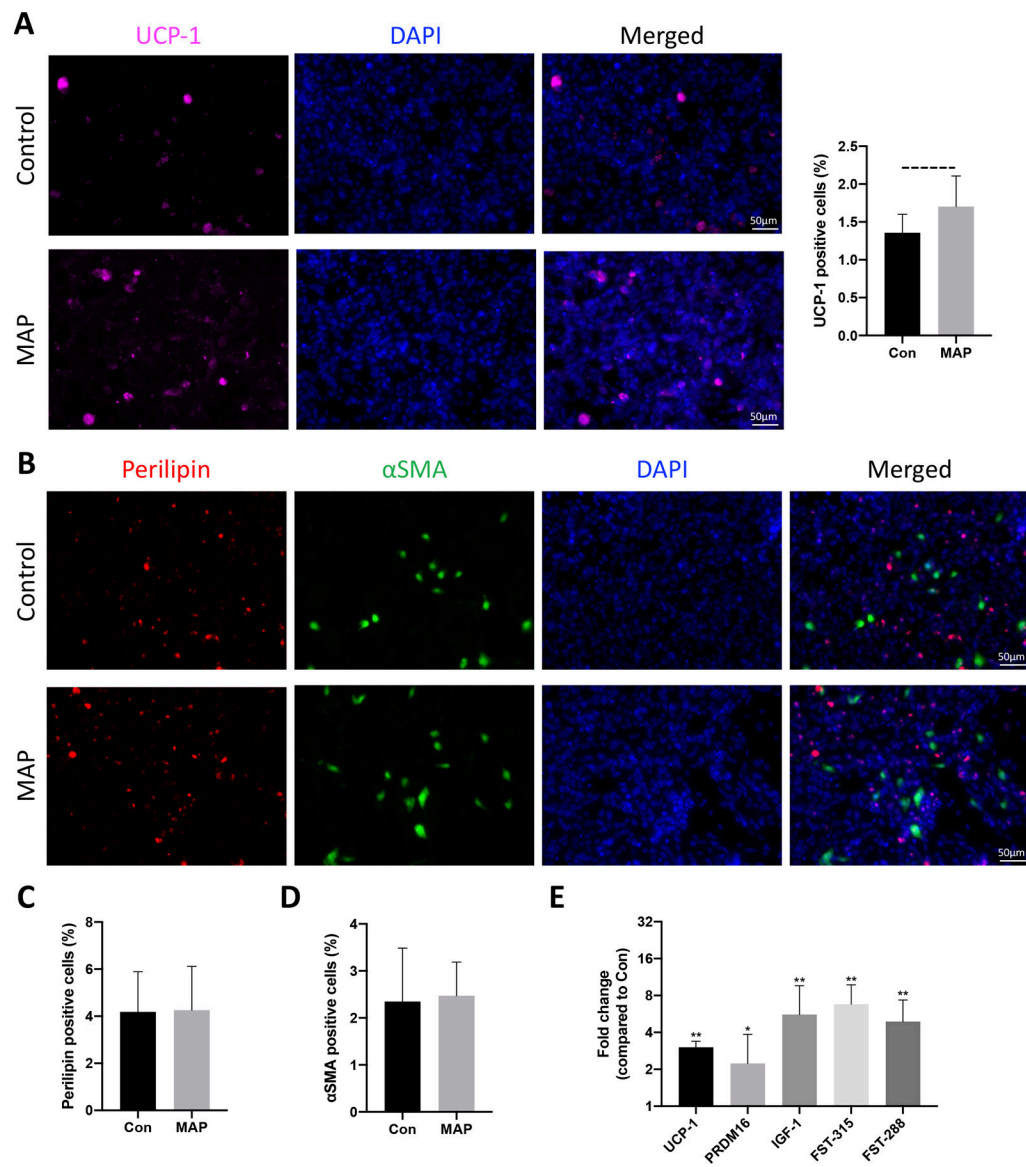 A
UCP-1 DAPI Merged
Control
50μm
MAP
50μm
UCP-1 positive cells (%)
2.5
2.0
1.5
1.0
0.5
0.0
Con MAP
B
Perilipin αSMA DAPI Merged
Control
50μm
MAP
50μm
C
Perilipin positive cells (%)
8
6
4
2
0
Con MAP
D
αSMA positive cells (%)
4
3
2
1
0
Con MAP
E
Fold change
(compared to Con)
32
16
8
4
2
1
** * ** ** **
UCP-1 PRDM16 IGF-1 FST-315 FST-288